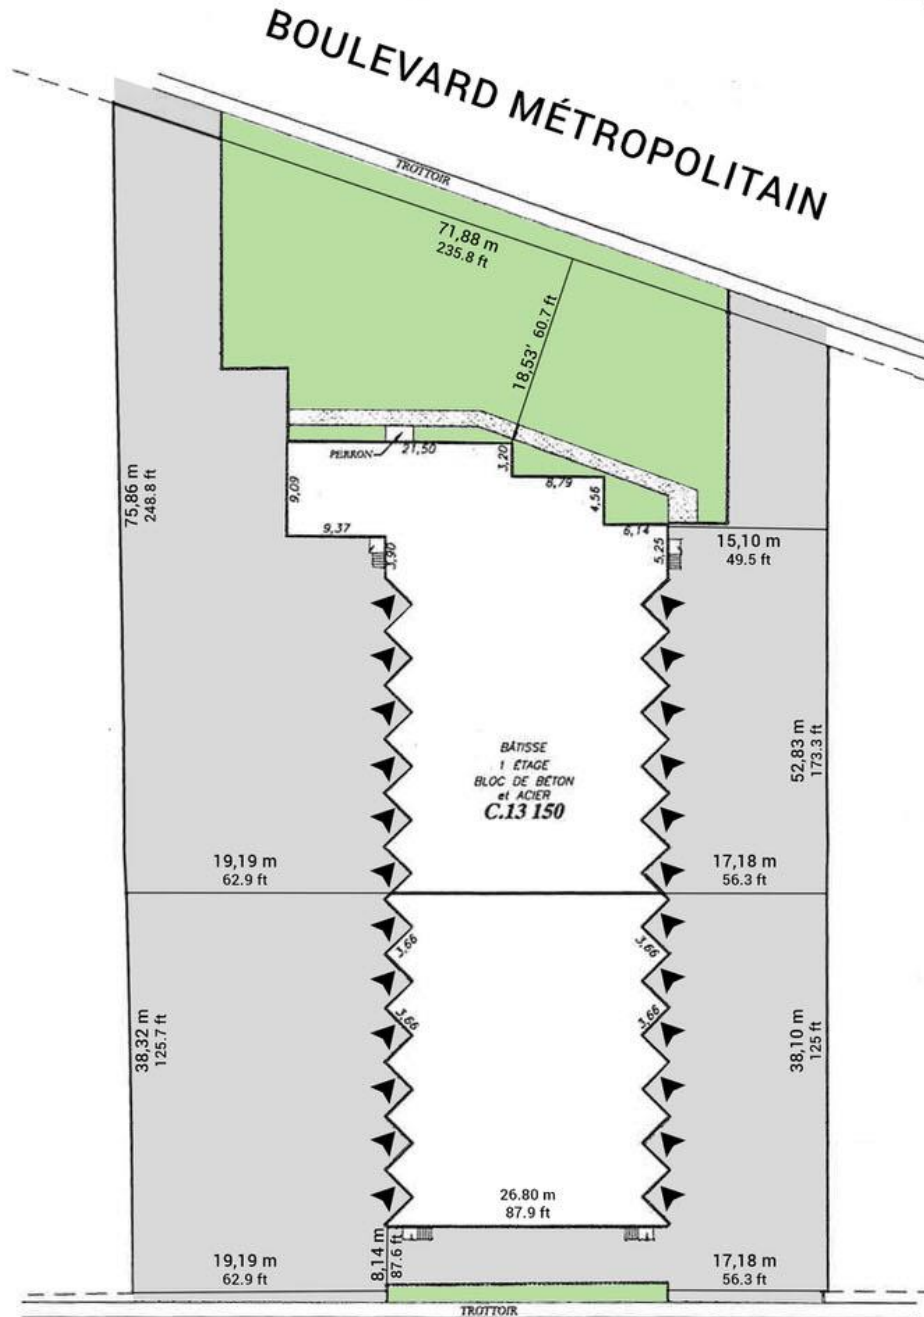 BOULEVARD MÉTROPOLITAIN
TROTTOIR
71,88 m
235.8 ft
18,53' 60.7 ft
PERRON
21,50
3,20
8,79
4,56
6,14
9,09
9,37
3,90
5,25
15,10 m
49.5 ft
75,86 m
248.8 ft
52,83 m
173.3 ft
BÂTISSE
1 ÉTAGE
BLOC DE BÉTON
et ACIER
C.13 150
19,19 m
62.9 ft
17,18 m
56.3 ft
3,66
3,66
3,66
3,66
38,32 m
125.7 ft
38,10 m
125 ft
26.80 m
87.9 ft
19,19 m
62.9 ft
8,14 m
87.6 ft
17,18 m
56.3 ft
TROTTOIR